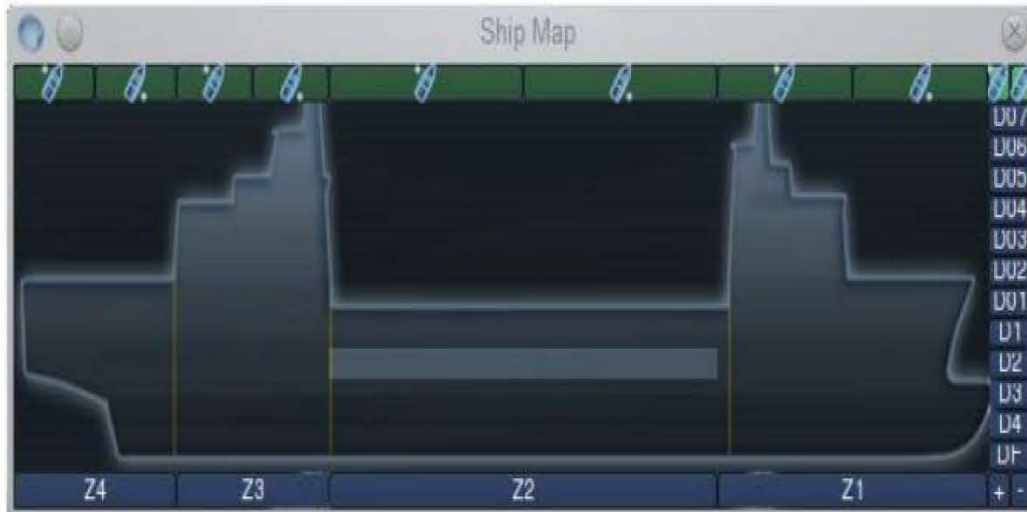 Ship Map
D07
D06
D05
D04
D03
D02
D01
D1
D2
D3
D4
DF
Z4 Z3 Z2 Z1 + -